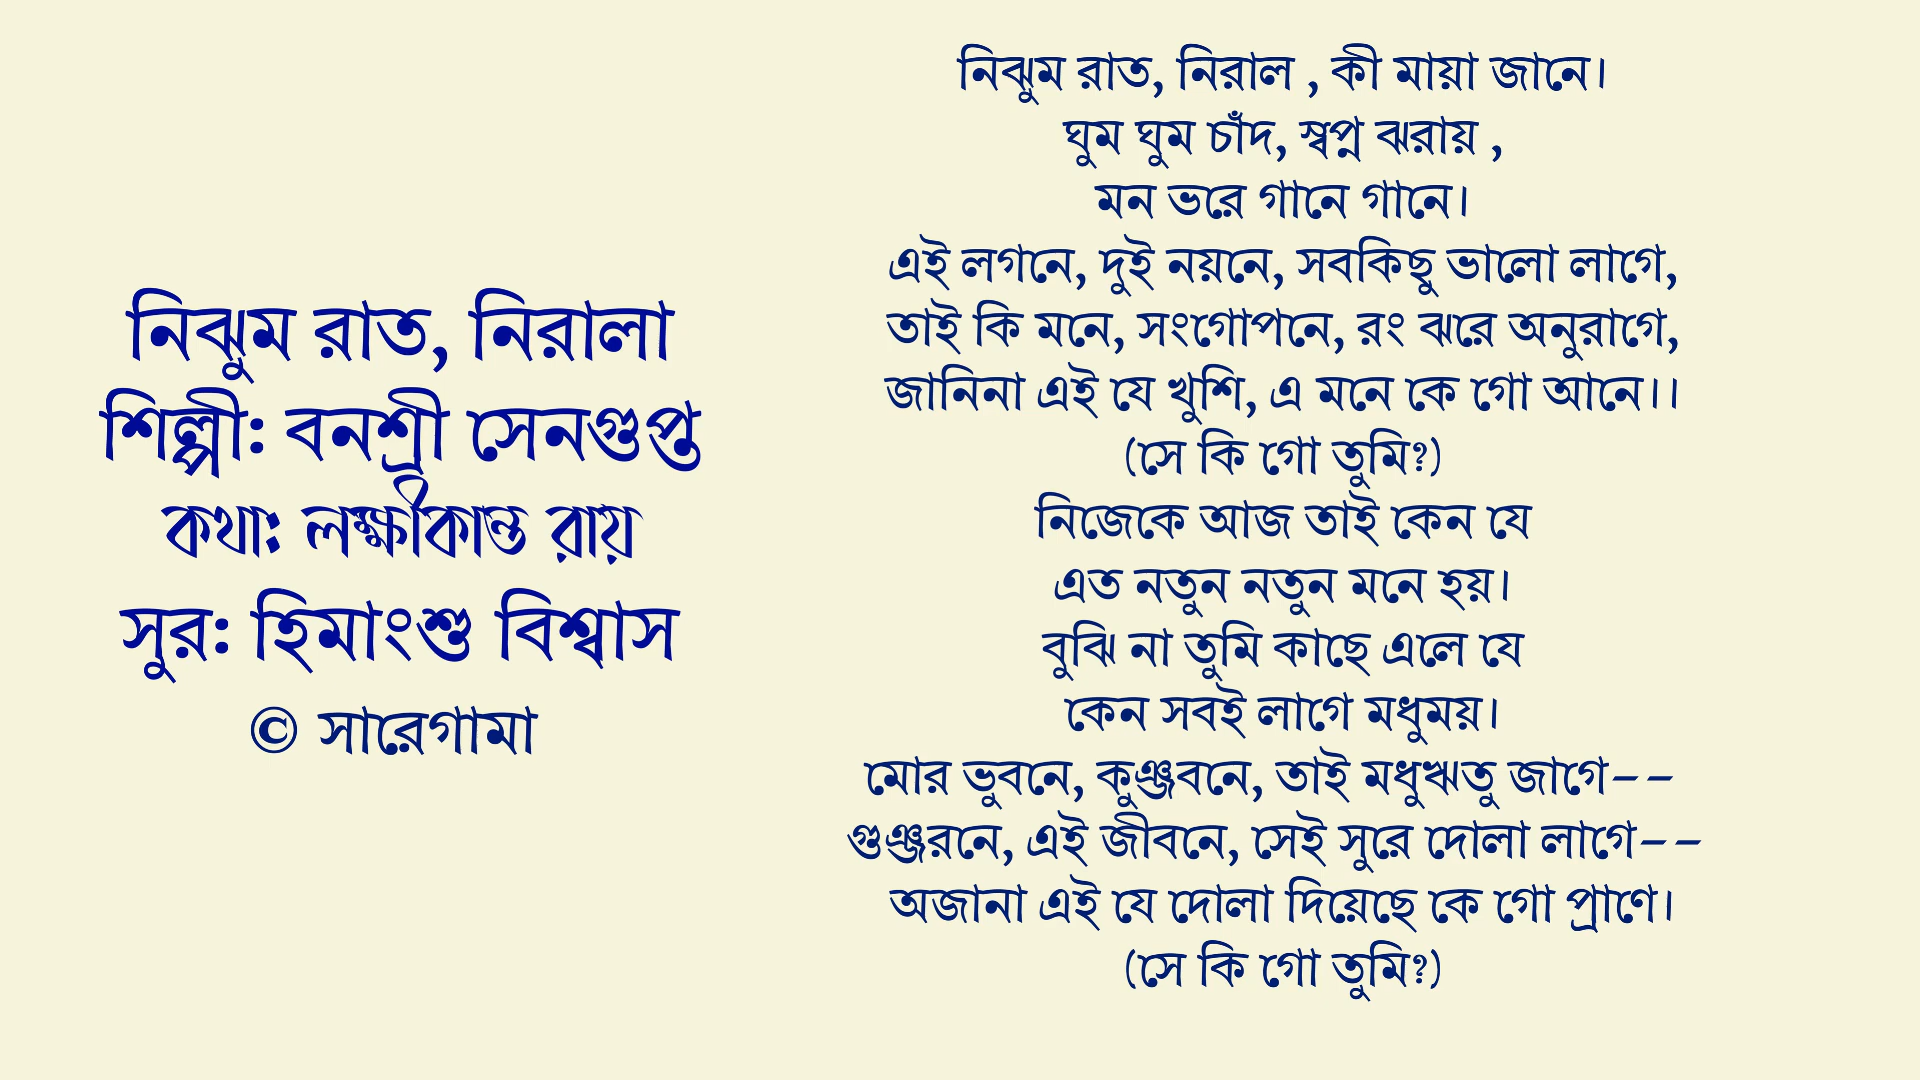 নিঝুম রাত, নিরালা
শিল্পী: বনশ্রী সেনগুপ্ত
কথা: লক্ষীকান্ত রায়
সুর: হিমাংশু বিশ্বাস
© সারেগামা
নিঝুম রাত, নিরাল , কী মায়া জানে।
ঘুম ঘুম চাঁদ, স্বপ্ন ঝরায় ,
মন ভরে গানে গানে।
এই লগনে, দুই নয়নে, সবকিছু ভালো লাগে,
তাই কি মনে, সংগোপনে, রং ঝরে অনুরাগে,
জানিনা এই যে খুশি, এ মনে কে গো আনে।।
(সে কি গো তুমি?)
নিজেকে আজ তাই কেন যে
এত নতুন নতুন মনে হয়।
বুঝি না তুমি কাছে এলে যে
কেন সবই লাগে মধুময়।
মোর ভুবনে, কুঞ্জবনে, তাই মধুঋতু জাগে--
গুঞ্জরনে, এই জীবনে, সেই সুরে দোলা লাগে--
অজানা এই যে দোলা দিয়েছে কে গো প্রাণে।
(সে কি গো তুমি?)